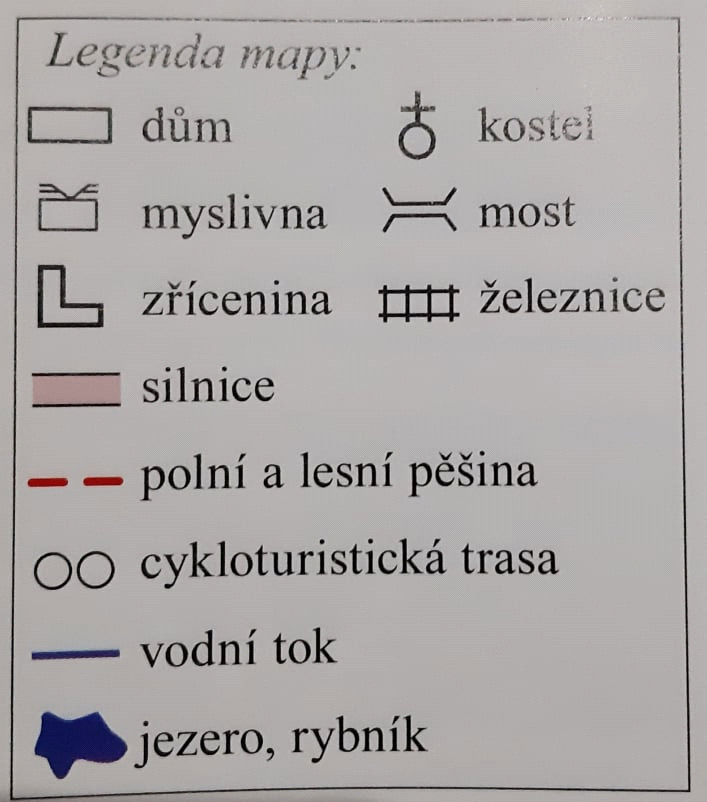 Legenda mapy:
dům kostel
myslivna most
zřícenina železnice
silnice
polní a lesní pěšina
cykloturistická trasa
vodní tok
jezero, rybník